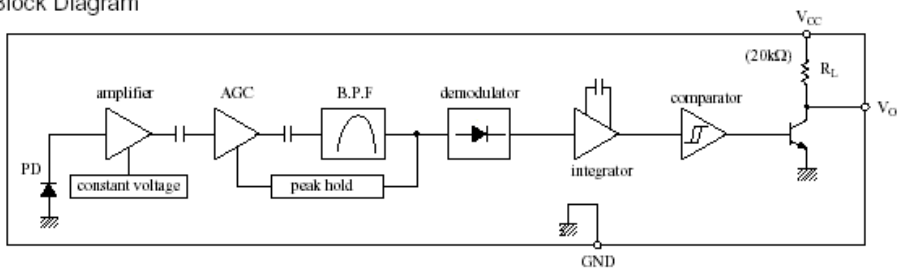 Block Diagram
VCC
(20kΩ)
RL
amplifier
AGC
B.P.F
demodulator
comparator
VO
PD
constant voltage
peak hold
integrator
GND